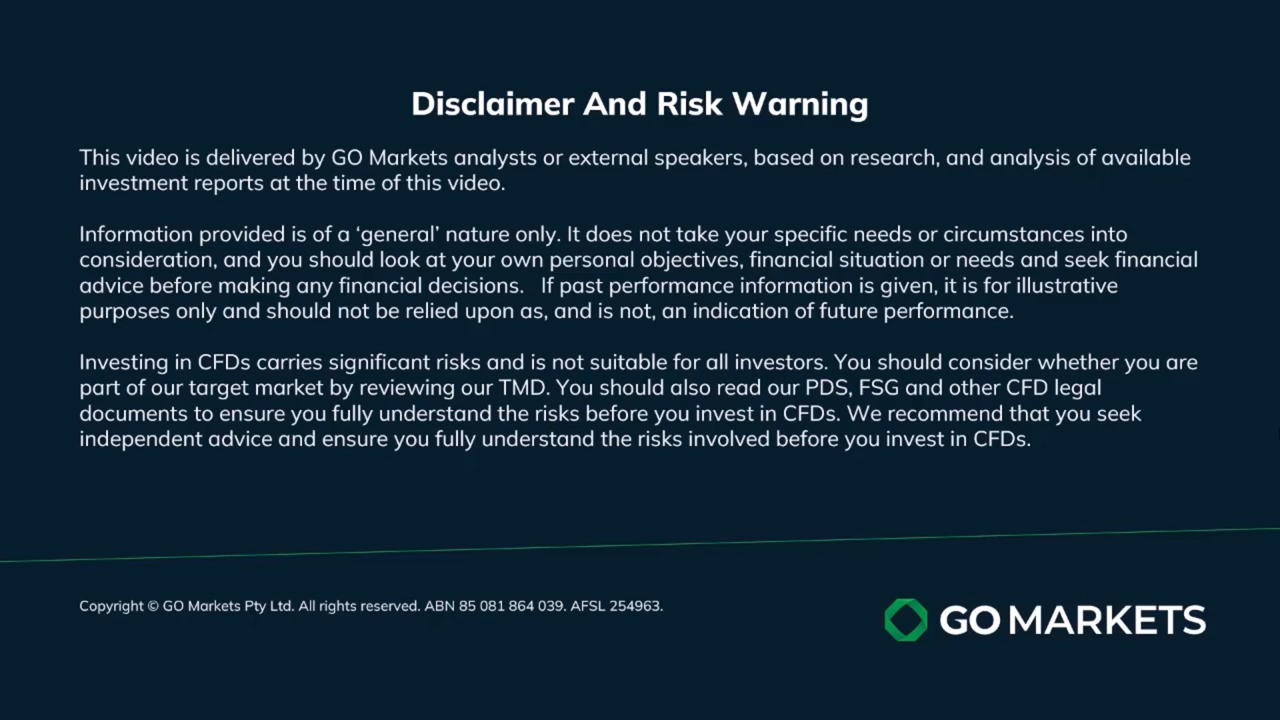 Disclaimer And Risk Warning
This video is delivered by GO Markets analysts or external speakers, based on research, and analysis of available
investment reports at the time of this video.
Information provided is of a ‘general’ nature only. It does not take your specific needs or circumstances into
consideration, and you should look at your own personal objectives, financial situation or needs and seek financial
advice before making any financial decisions.   If past performance information is given, it is for illustrative
purposes only and should not be relied upon as, and is not, an indication of future performance.
Investing in CFDs carries significant risks and is not suitable for all investors. You should consider whether you are
part of our target market by reviewing our TMD. You should also read our PDS, FSG and other CFD legal
documents to ensure you fully understand the risks before you invest in CFDs. We recommend that you seek
independent advice and ensure you fully understand the risks involved before you invest in CFDs.
Copyright © GO Markets Pty Ltd. All rights reserved. ABN 85 081 864 039. AFSL 254963.
GO MARKETS